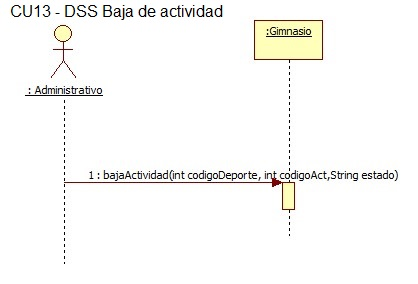 CU13 - DSS Baja de actividad
:Gimnasio
: Administrativo
1 : bajaActividad(int codigoDeporte, int codigoAct,String estado)